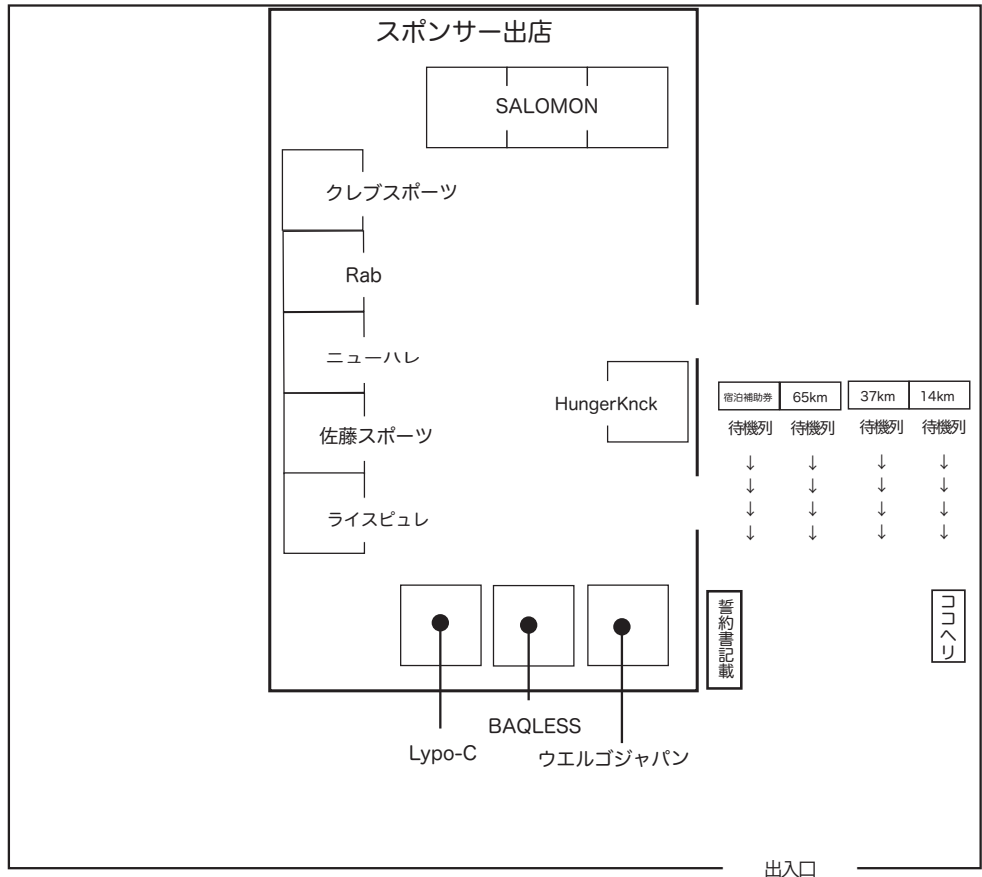 スポンサー出店
SALOMON
クレブスポーツ
Rab
ニューハレ
HungerKnck
佐藤スポーツ
ライスピュレ
宿泊補助券 65km 37km 14km
待機列 待機列 待機列 待機列
↓ ↓ ↓ ↓
↓ ↓ ↓ ↓
↓ ↓ ↓ ↓
↓ ↓ ↓ ↓
誓約書記載
ココヘリ
BAQLESS
Lypo-C
ウエルゴジャパン
出入口